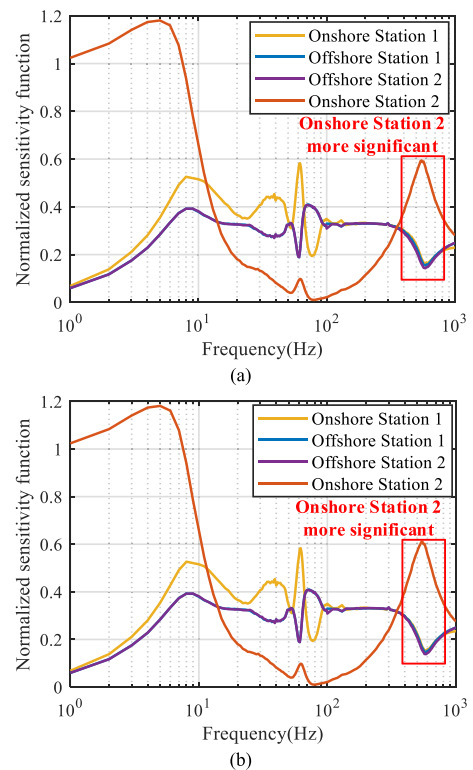 Onshore Station 1
Offshore Station 1
Offshore Station 2
Onshore Station 2
Onshore Station 2
more significant
Normalized sensitivity function
1.2
1
0.8
0.6
0.4
0.2
0
10^0
10^1
10^2
10^3
Frequency(Hz)
(a)
Onshore Station 1
Offshore Station 1
Offshore Station 2
Onshore Station 2
Onshore Station 2
more significant
Normalized sensitivity function
1.2
1
0.8
0.6
0.4
0.2
0
10^0
10^1
10^2
10^3
Frequency(Hz)
(b)